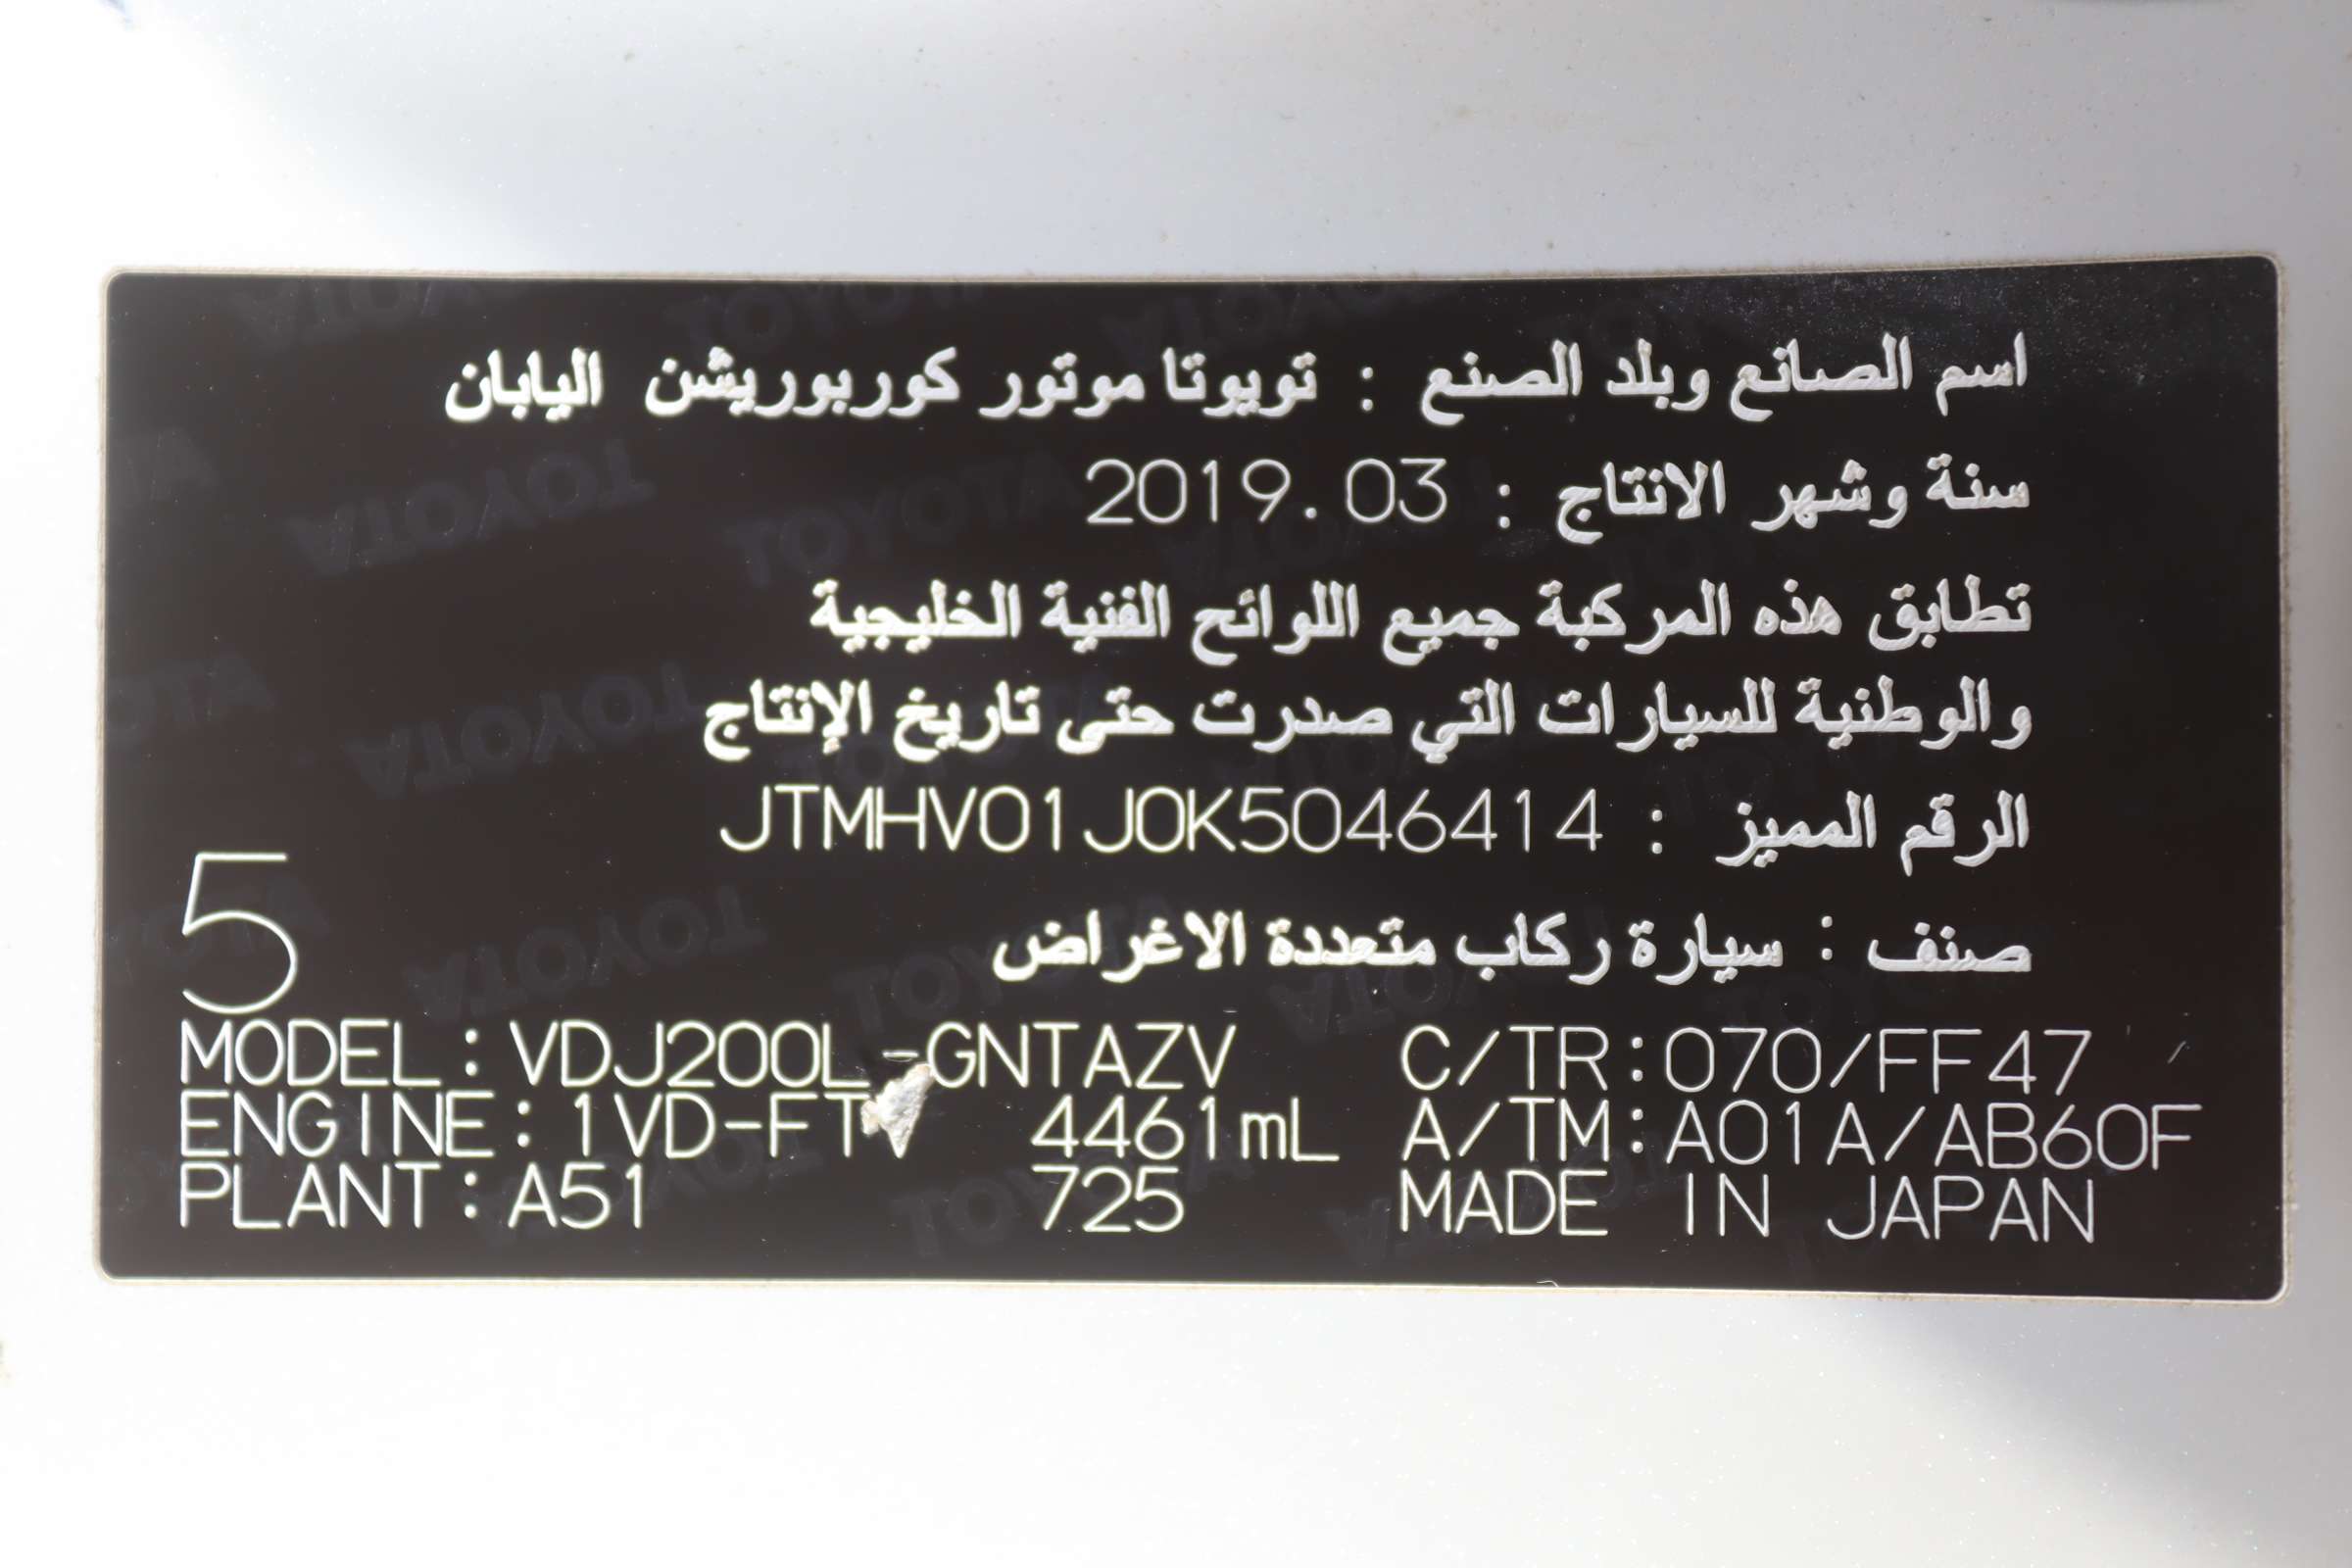 اسم الصانع وبلد الصنع : تويوتا موتور كوربوريشن اليابان
سنة وشهر الانتاج : 2019.03
تطابق هذه المركبة جميع اللوائح الفنية الخليجية
والوطنية للسيارات التي صدرت حتى تاريخ الإنتاج
الرقم المميز : JTMHV01J0K5046414
صنف : سيارة ركاب متعددة الاغراض
5
MODEL: VDJ200L-GNTAZV C/TR:070/FF47
ENGINE: 1VD-FTV 4461mL A/TM:A01A/AB60F
PLANT: A51 725 MADE IN JAPAN